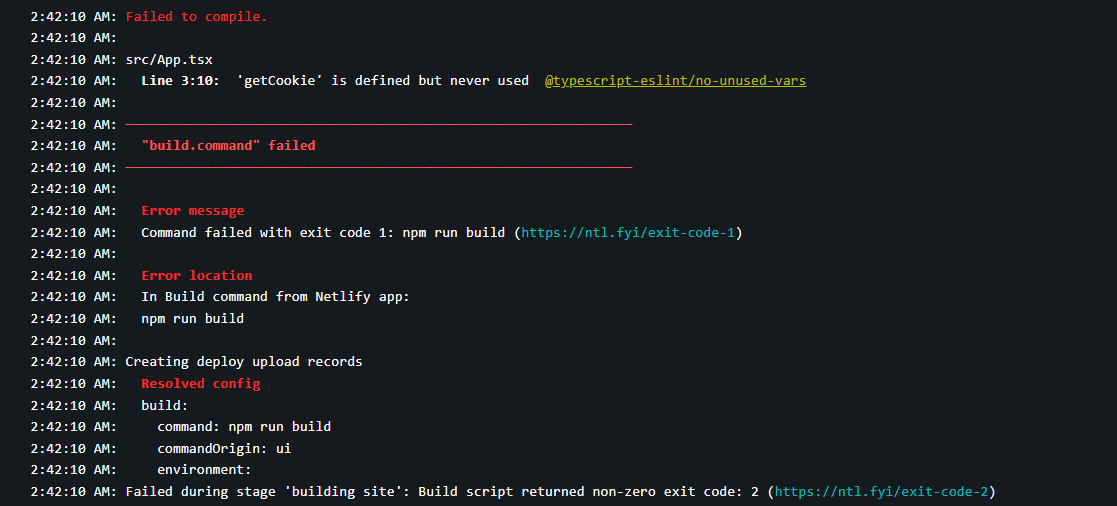 2:42:10 AM: Failed to compile.
2:42:10 AM:
2:42:10 AM: src/App.tsx
2:42:10 AM:   Line 3:10:  'getCookie' is defined but never used  @typescript-eslint/no-unused-vars
2:42:10 AM:
2:42:10 AM: ────────────────────────────────────────────────────────────────
2:42:10 AM:   "build.command" failed
2:42:10 AM: ────────────────────────────────────────────────────────────────
2:42:10 AM:
2:42:10 AM:   Error message
2:42:10 AM:   Command failed with exit code 1: npm run build (https://ntl.fyi/exit-code-1)
2:42:10 AM:
2:42:10 AM:   Error location
2:42:10 AM:   In Build command from Netlify app:
2:42:10 AM:   npm run build
2:42:10 AM:
2:42:10 AM: Creating deploy upload records
2:42:10 AM:   Resolved config
2:42:10 AM:   build:
2:42:10 AM:     command: npm run build
2:42:10 AM:     commandOrigin: ui
2:42:10 AM:     environment:
2:42:10 AM: Failed during stage 'building site': Build script returned non-zero exit code: 2 (https://ntl.fyi/exit-code-2)